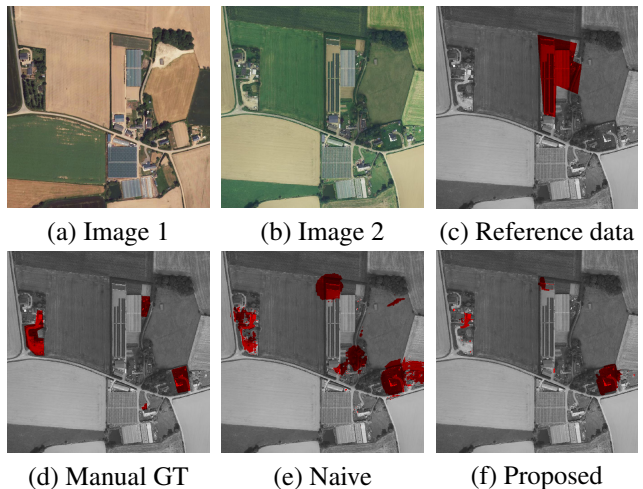 (a) Image 1
(b) Image 2
(c) Reference data
(d) Manual GT
(e) Naive
(f) Proposed